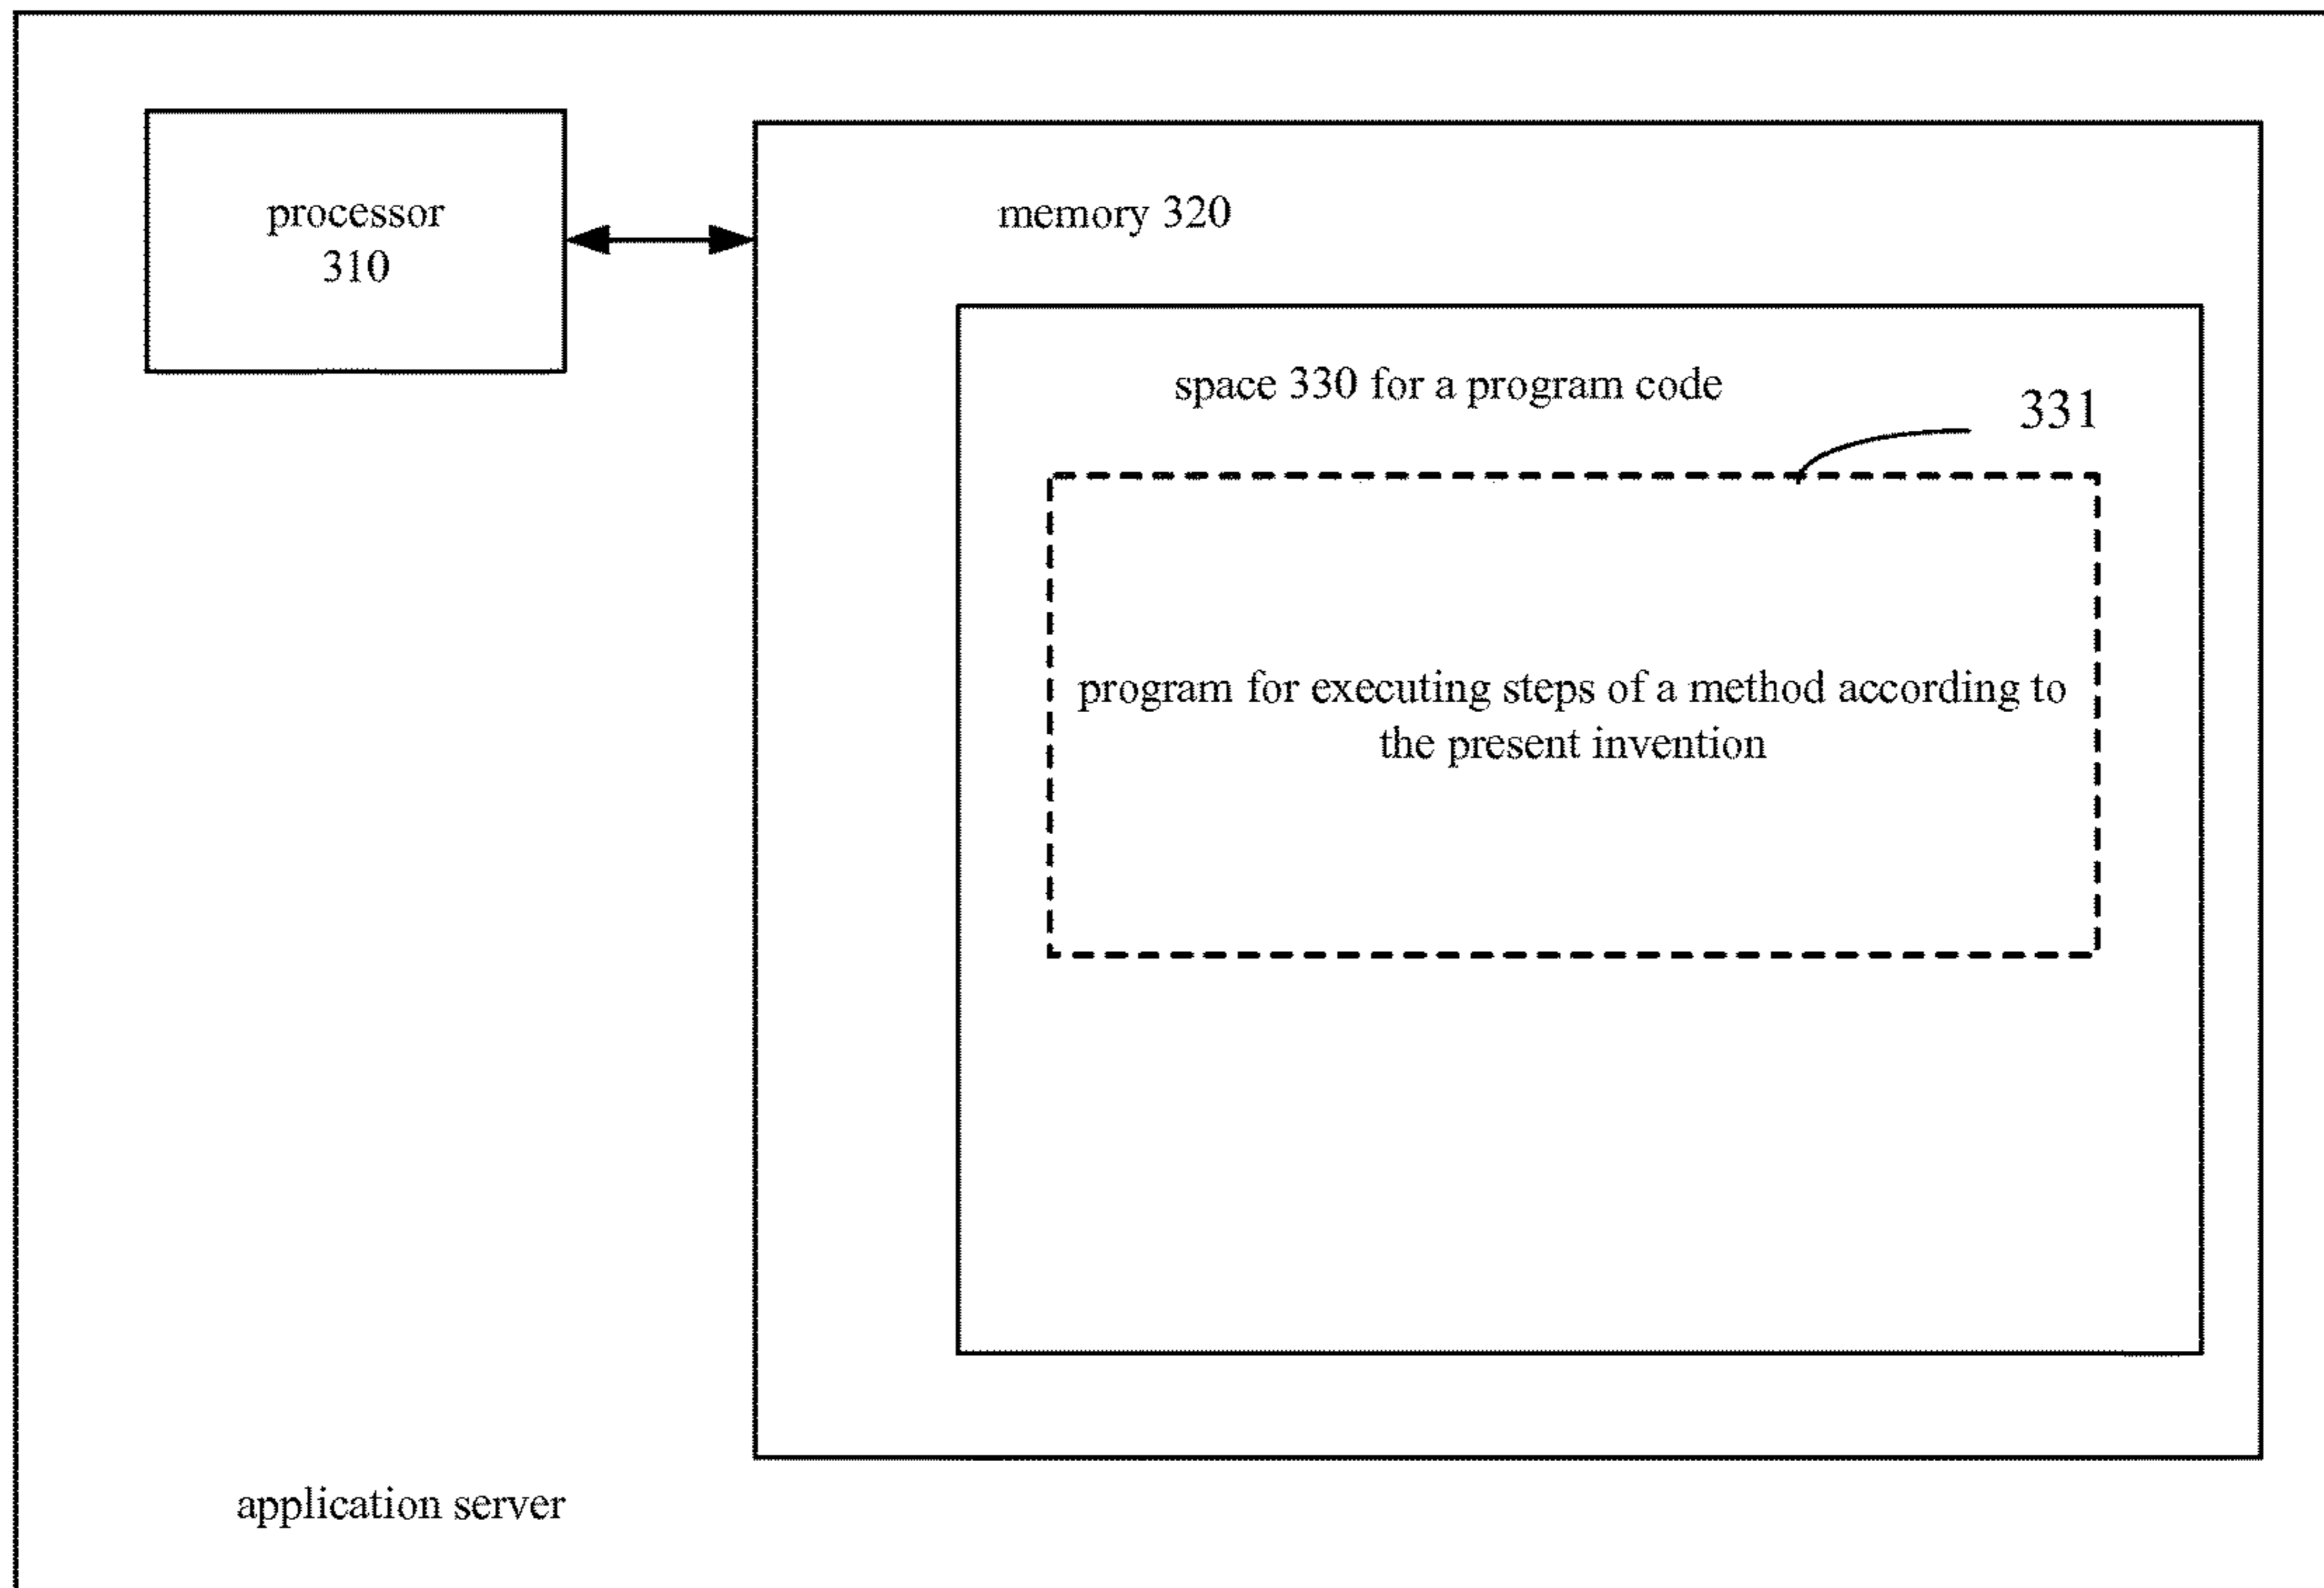 processor
310
memory 320
space 330 for a program code
331
program for executing steps of a method according to
the present invention
application server